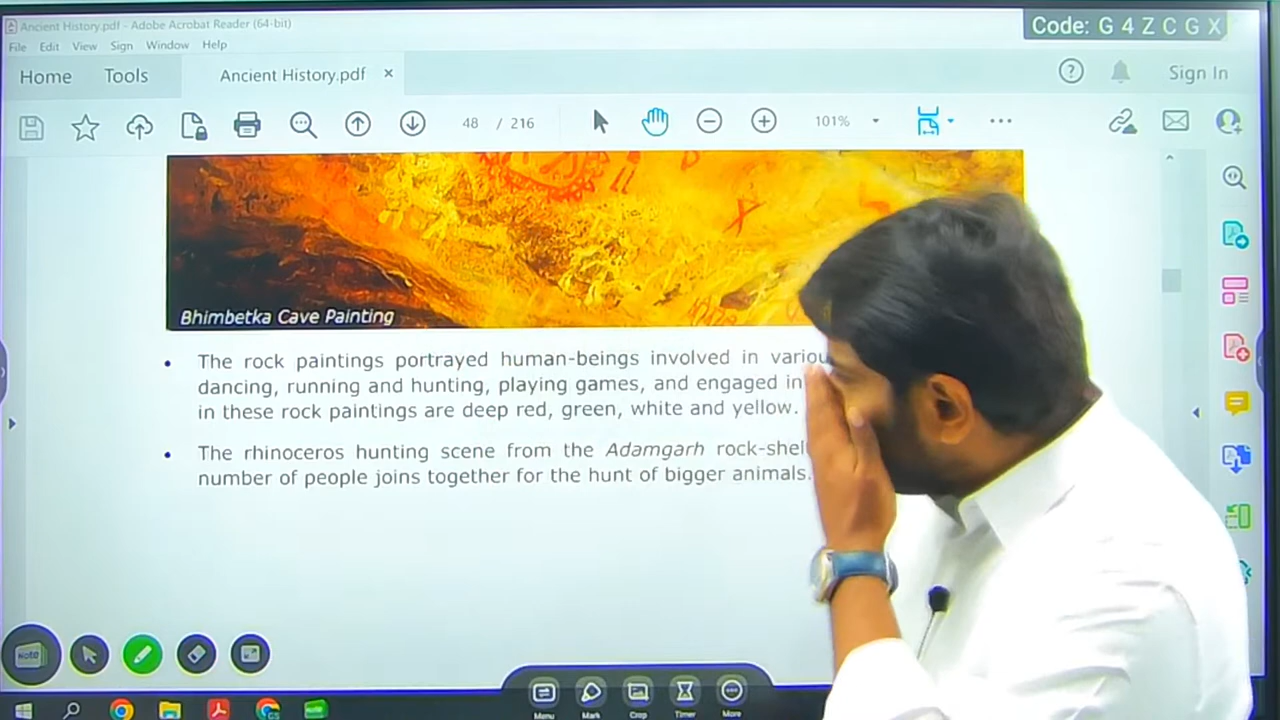 Ancient History.pdf - Adobe Acrobat Reader (64-bit)
Code: G 4 Z C G X
File Edit View Sign Window Help
Home Tools Ancient History.pdf × Sign In
48 / 216 101%
Bhimbetka Cave Painting
• The rock paintings portrayed human-beings involved in variou
dancing, running and hunting, playing games, and engaged in
in these rock paintings are deep red, green, white and yellow.
• The rhinoceros hunting scene from the Adamgarh rock-shel
number of people joins together for the hunt of bigger animals.
Note
Menu Mark Crop Timer More